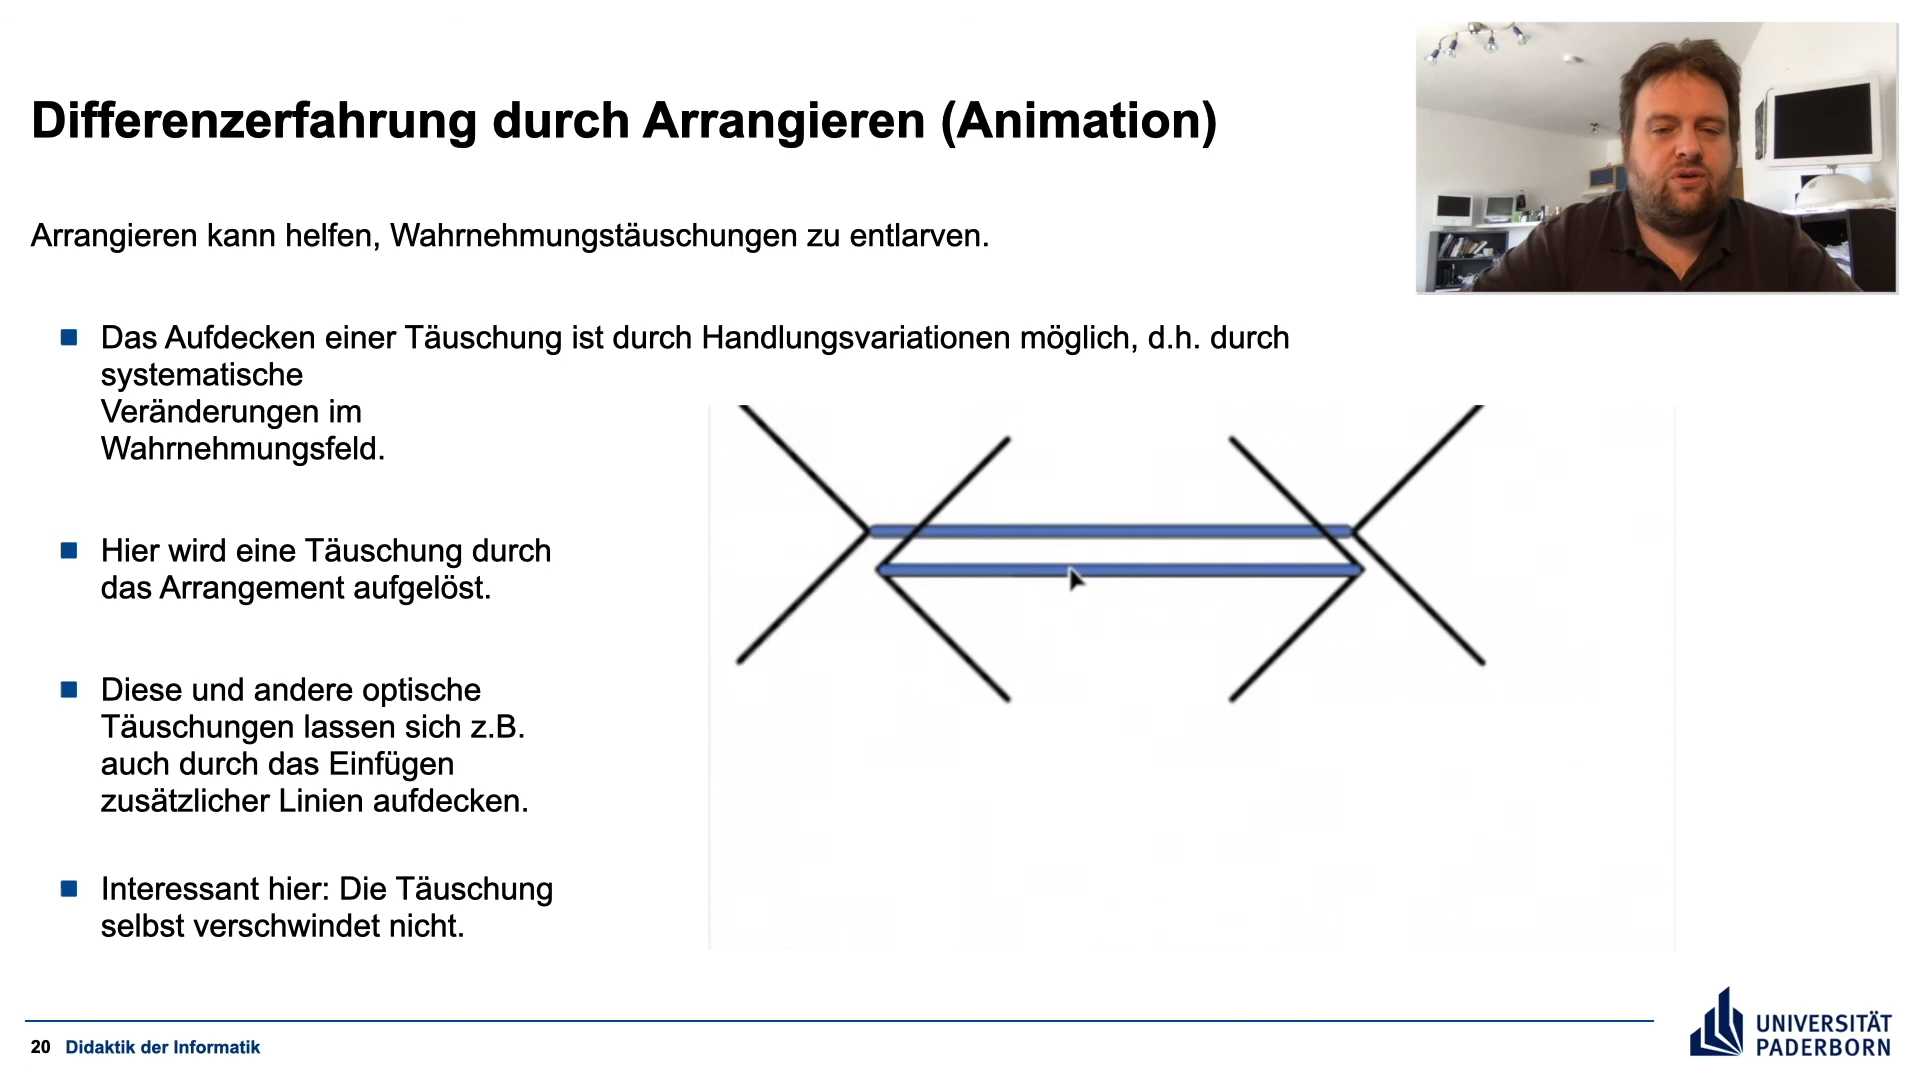 Differenzerfahrung durch Arrangieren (Animation)
Arrangieren kann helfen, Wahrnehmungstäuschungen zu entlarven.
Das Aufdecken einer Täuschung ist durch Handlungsvariationen möglich, d.h. durch
systematische
Veränderungen im
Wahrnehmungsfeld.
Hier wird eine Täuschung durch
das Arrangement aufgelöst.
Diese und andere optische
Täuschungen lassen sich z.B.
auch durch das Einfügen
zusätzlicher Linien aufdecken.
Interessant hier: Die Täuschung
selbst verschwindet nicht.
20 Didaktik der Informatik
UNIVERSITÄT
PADERBORN